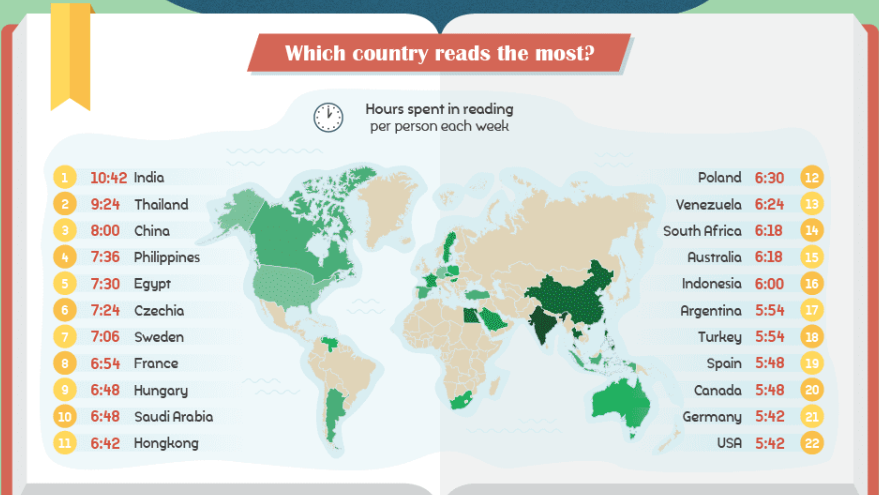 Which country reads the most?
Hours spent in reading
per person each week
1 10:42 India
2 9:24 Thailand
3 8:00 China
4 7:36 Philippines
5 7:30 Egypt
6 7:24 Czechia
7 7:06 Sweden
8 6:54 France
9 6:48 Hungary
10 6:48 Saudi Arabia
11 6:42 Hongkong
Poland 6:30 12
Venezuela 6:24 13
South Africa 6:18 14
Australia 6:18 15
Indonesia 6:00 16
Argentina 5:54 17
Turkey 5:54 18
Spain 5:48 19
Canada 5:48 20
Germany 5:42 21
USA 5:42 22